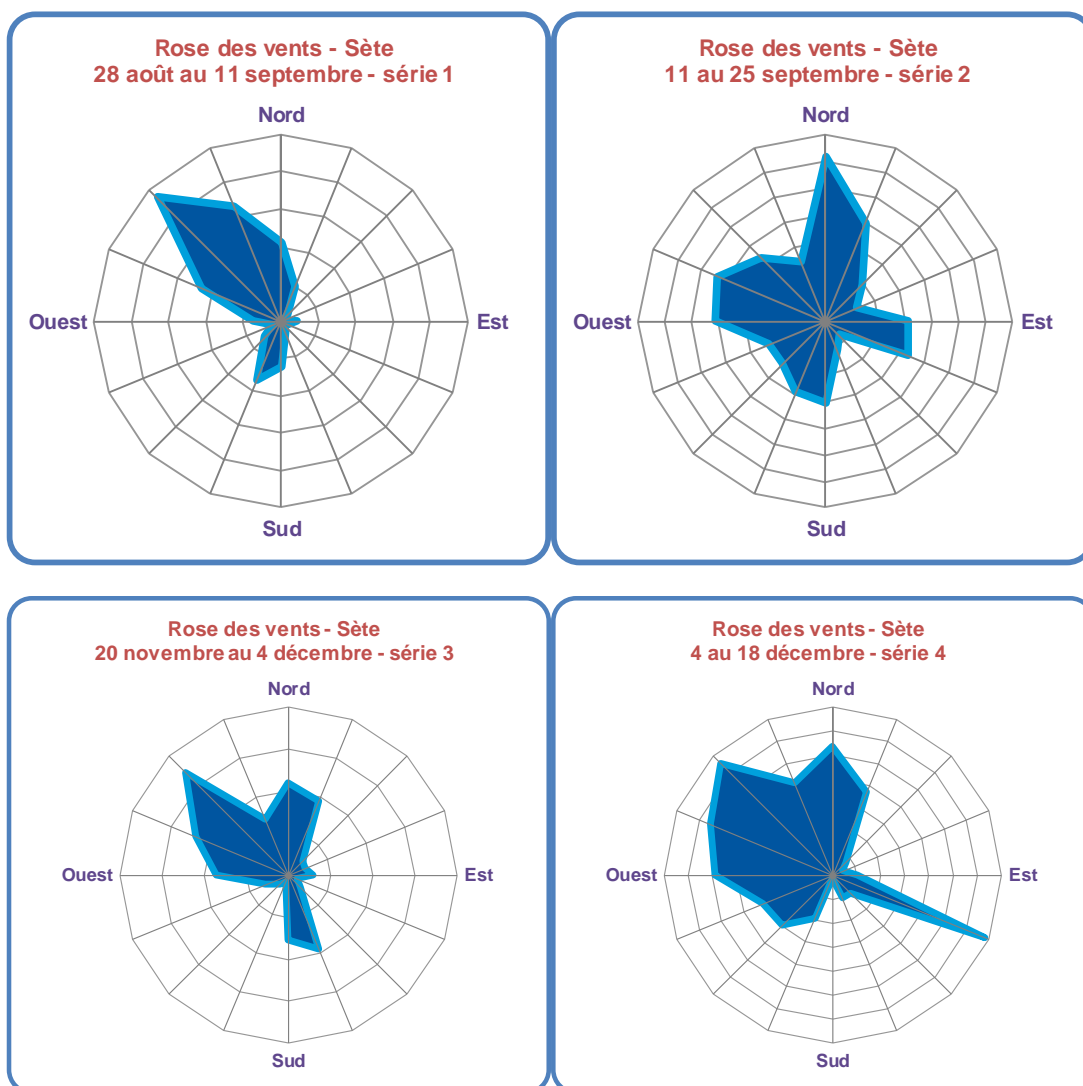 Rose des vents - Sète
28 août au 11 septembre - série 1
Nord
Ouest
Est
Sud
Rose des vents - Sète
11 au 25 septembre - série 2
Nord
Ouest
Est
Sud
Rose des vents - Sète
20 novembre au 4 décembre - série 3
Nord
Ouest
Est
Sud
Rose des vents - Sète
4 au 18 décembre - série 4
Nord
Ouest
Est
Sud